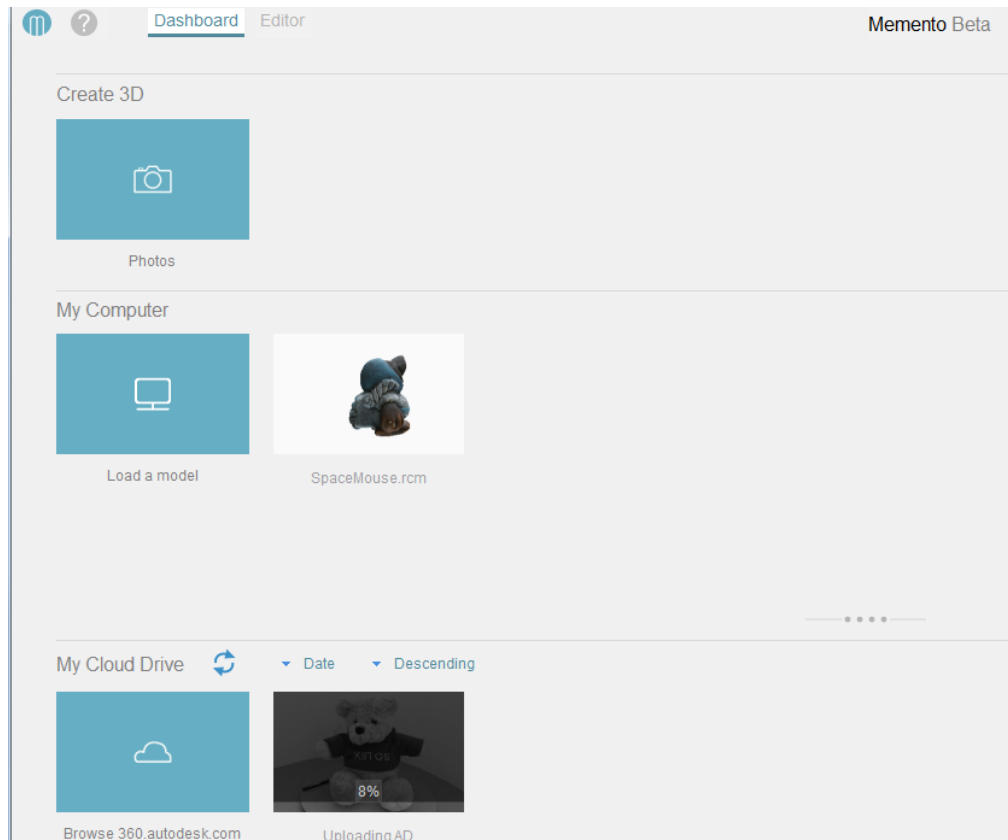 m ? Dashboard Editor Memento Beta
Create 3D
Photos
My Computer
Load a model SpaceMouse.rcm
My Cloud Drive Date Descending
8%
Browse 360.autodesk.com Uploading AD